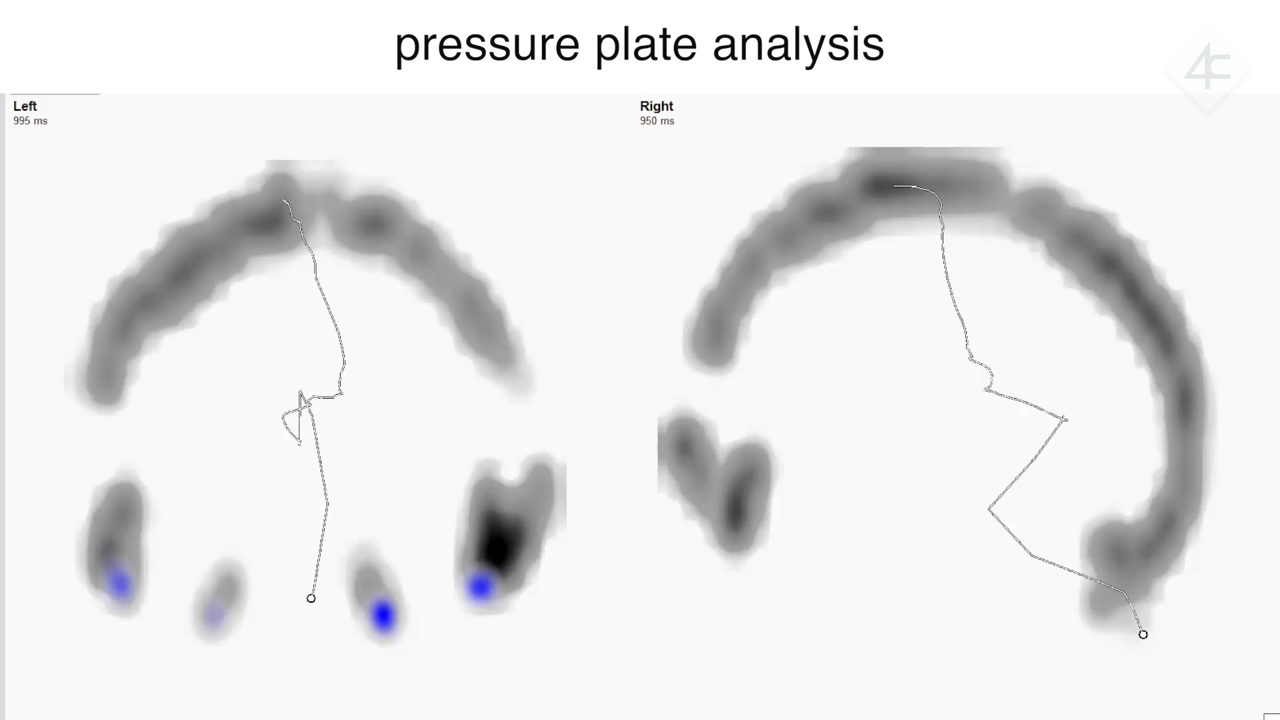 pressure plate analysis
Left
995 ms
Right
950 ms